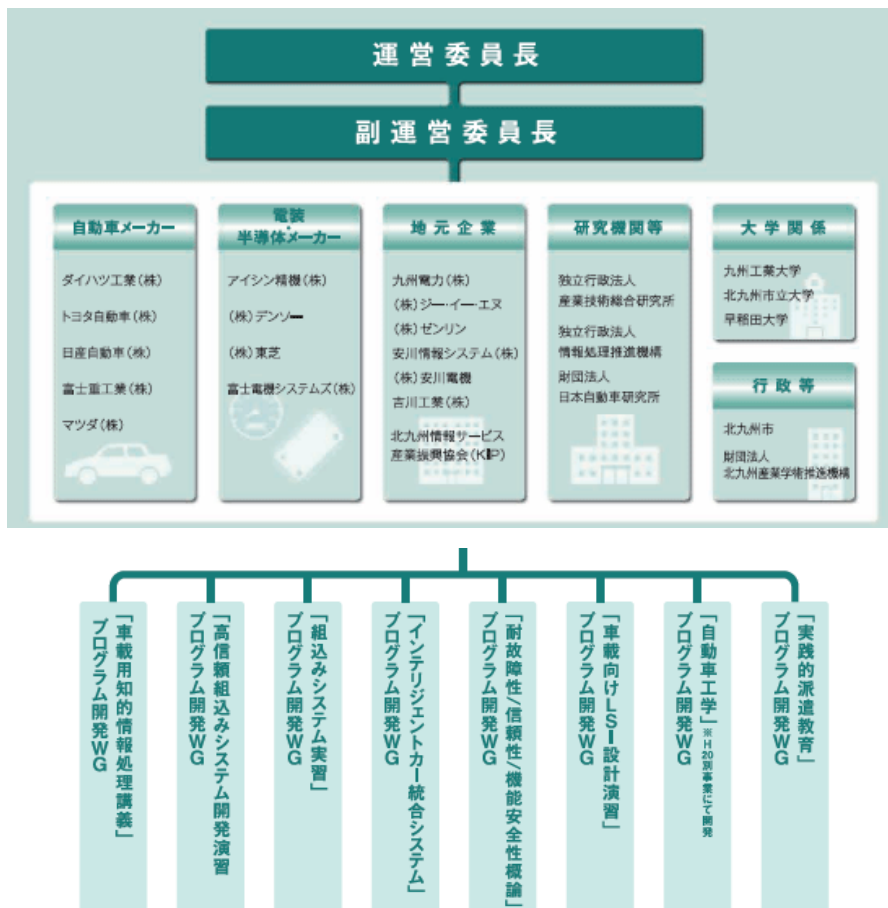 運営委員長
副運営委員長
自動車メーカー
ダイハツ工業(株)
トヨタ自動車(株)
日産自動車(株)
富士重工業(株)
マツダ(株)
電装・
半導体メーカー
アイシン精機(株)
(株)デンソー
(株)東芝
富士電機システムズ(株)
地元企業
九州電力(株)
(株)ジー・イー・エヌ
(株)ゼンリン
安川情報システム(株)
(株)安川電機
吉川工業(株)
北九州情報サービス
産業振興協会(KIP)
研究機関等
独立行政法人
産業技術総合研究所
独立行政法人
情報処理推進機構
財団法人
日本自動車研究所
大学関係
九州工業大学
北九州市立大学
早稲田大学
行政等
北九州市
財団法人
北九州産業学術推進機構
「車載用知的情報処理講義」
プログラム開発WG
「高信頼組込みシステム開発演習
プログラム開発WG
「組込みシステム実習」
プログラム開発WG
「インテリジェントカー統合システム」
プログラム開発WG
「耐故障性/信頼性/機能安全性概論」
プログラム開発WG
「車載向けLSI設計演習」
プログラム開発WG
「自動車工学」※H20別事業にて開発
プログラム開発WG
「実践的派遣教育」
プログラム開発WG